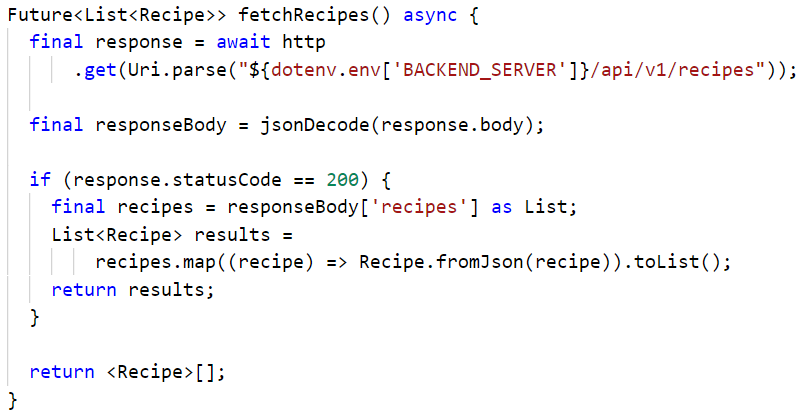 Future<List<Recipe>> fetchRecipes() async {
  final response = await http
      .get(Uri.parse("${dotenv.env['BACKEND_SERVER']}/api/v1/recipes"));

  final responseBody = jsonDecode(response.body);

  if (response.statusCode == 200) {
    final recipes = responseBody['recipes'] as List;
    List<Recipe> results =
        recipes.map((recipe) => Recipe.fromJson(recipe)).toList();
    return results;
  }

  return <Recipe>[];
}